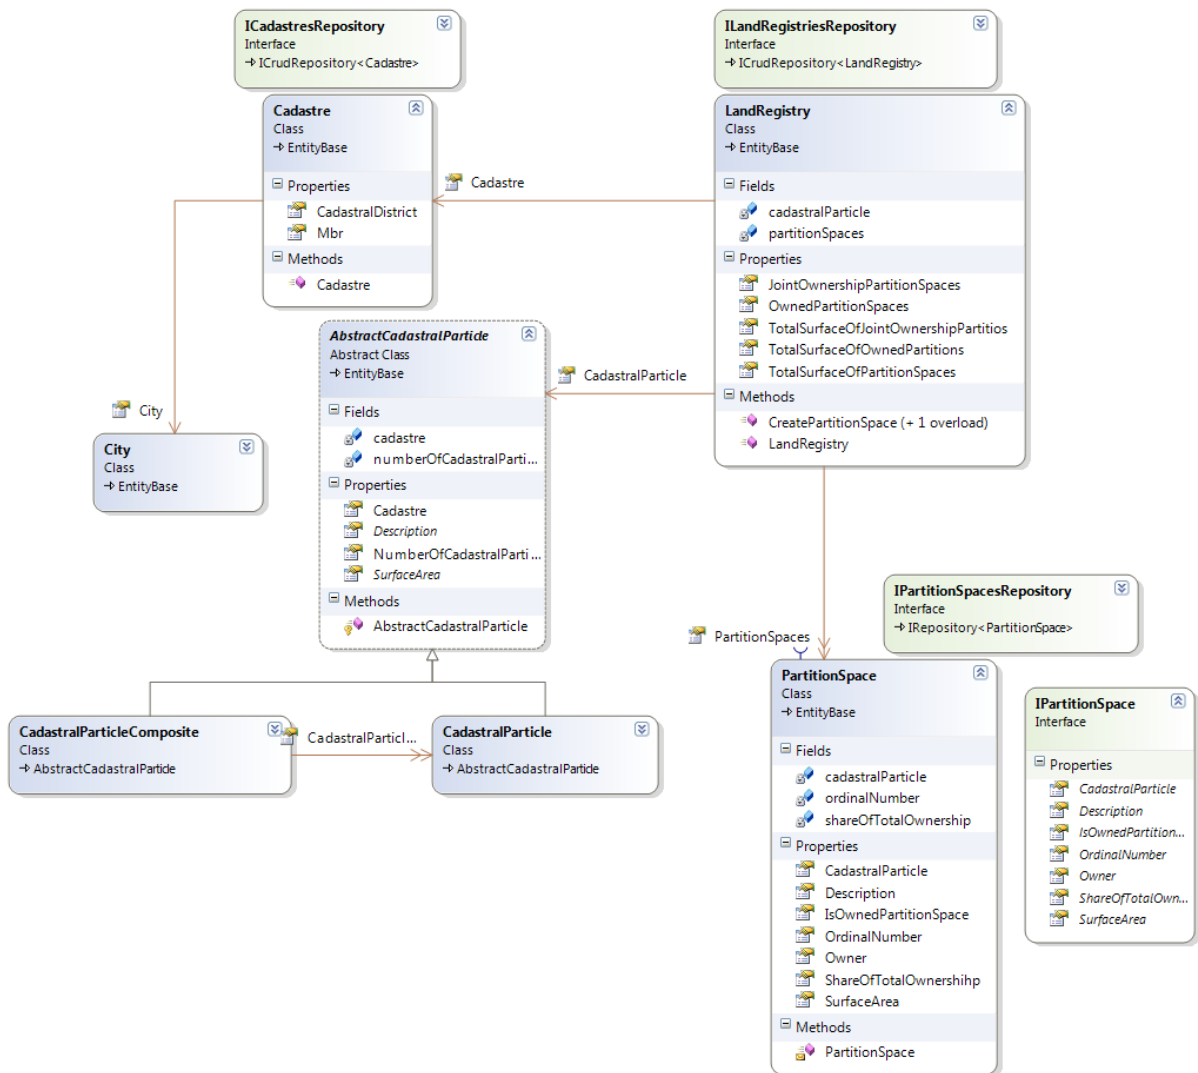 ICadastresRepository
Interface
ICrudRepository<Cadastre>
ILandRegistriesRepository
Interface
ICrudRepository<LandRegistry>
Cadastre
Class
EntityBase
Properties
CadastralDistrict
Mbr
Methods
Cadastre
Cadastre
LandRegistry
Class
EntityBase
Fields
cadastralParticle
partitionSpaces
Properties
JointOwnershipPartitionSpaces
OwnedPartitionSpaces
TotalSurfaceOfJointOwnershipPartitios
TotalSurfaceOfOwnedPartitions
TotalSurfaceOfPartitionSpaces
Methods
CreatePartitionSpace (+ 1 overload)
LandRegistry
AbstractCadastralParticle
Abstract Class
EntityBase
Fields
cadastre
numberOfCadastralParti...
Properties
Cadastre
Description
NumberOfCadastralParti...
SurfaceArea
Methods
AbstractCadastralParticle
CadastralParticle
City
City
Class
EntityBase
IPartitionSpacesRepository
Interface
IRepository<PartitionSpace>
PartitionSpaces
CadastralParticleComposite
Class
AbstractCadastralParticle
CadastralParticl...
CadastralParticle
Class
AbstractCadastralParticle
PartitionSpace
Class
EntityBase
Fields
cadastralParticle
ordinalNumber
shareOfTotalOwnership
Properties
CadastralParticle
Description
IsOwnedPartitionSpace
OrdinalNumber
Owner
ShareOfTotalOwnershihp
SurfaceArea
Methods
PartitionSpace
IPartitionSpace
Interface
Properties
CadastralParticle
Description
IsOwnedPartition...
OrdinalNumber
Owner
ShareOfTotalOwn...
SurfaceArea